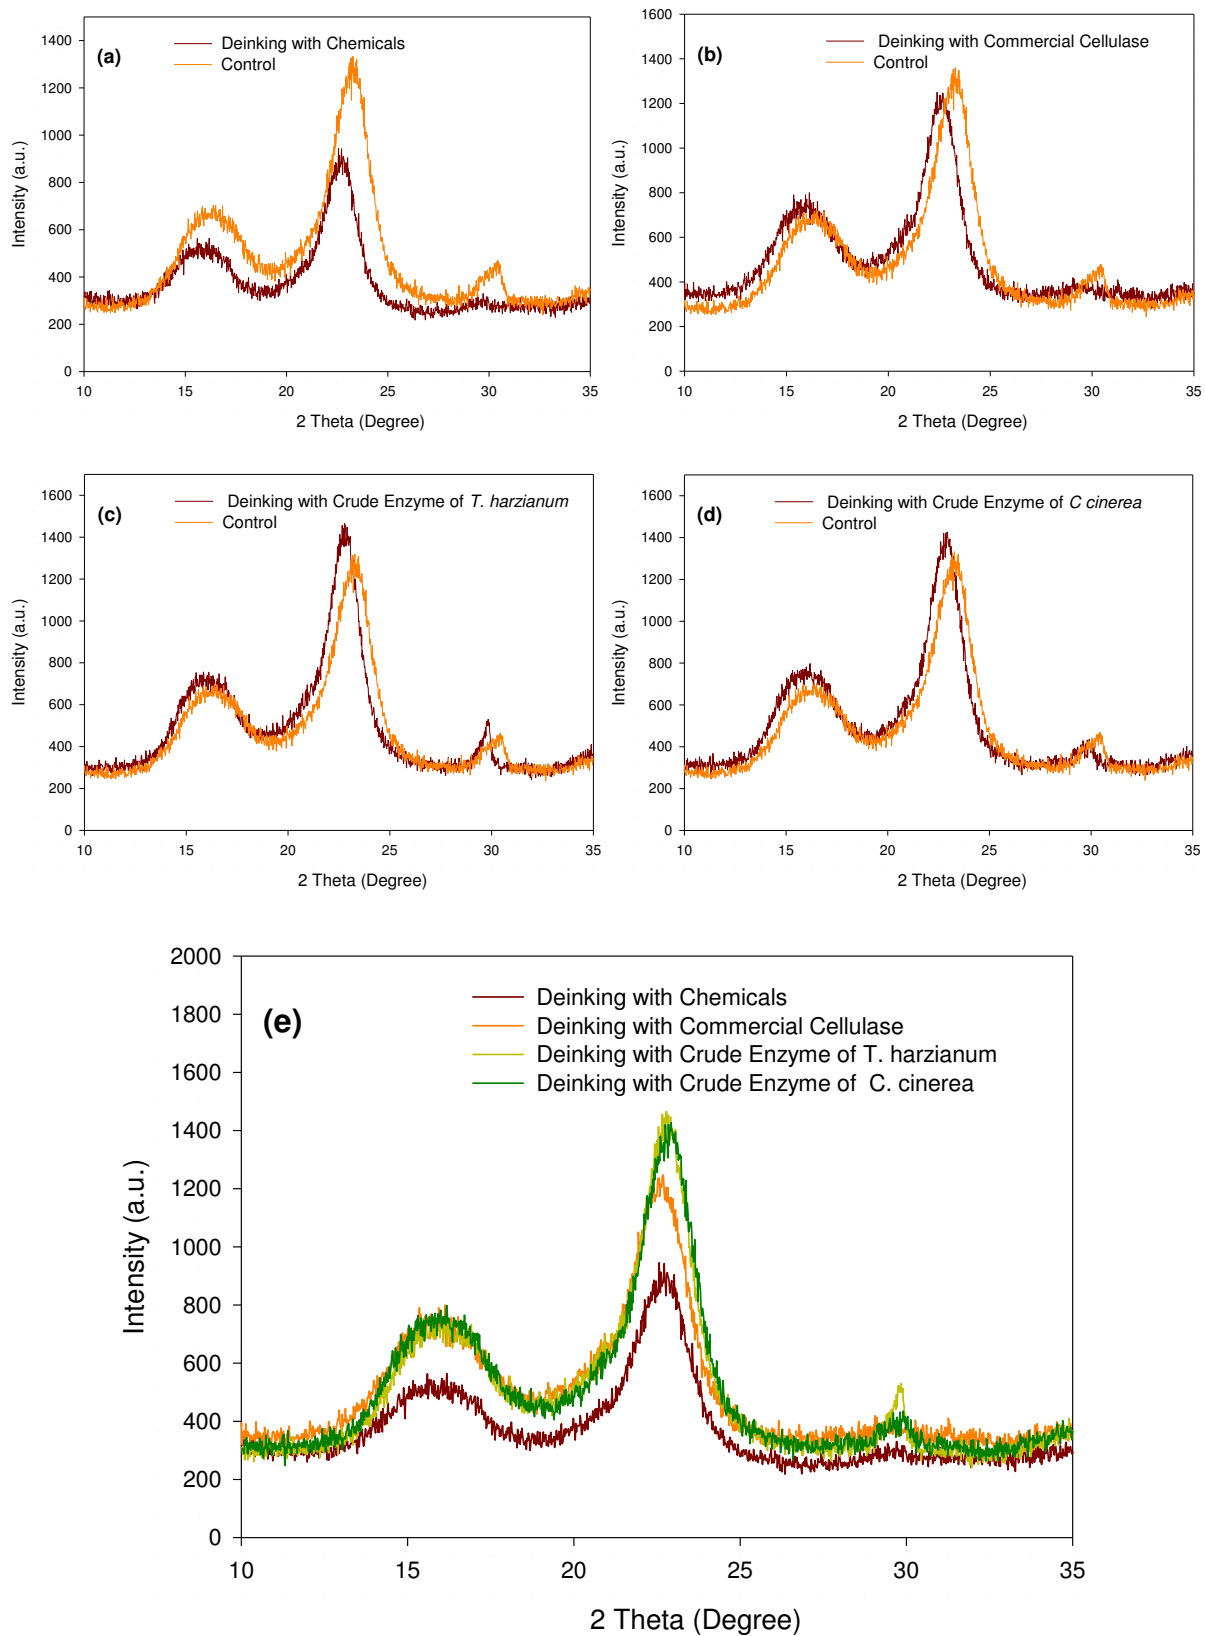 (a)
Deinking with Chemicals
Control
1400
1200
1000
800
600
400
200
0
Intensity (a.u.)
10 15 20 25 30 35
2 Theta (Degree)
(b)
Deinking with Commercial Cellulase
Control
1600
1400
1200
1000
800
600
400
200
0
Intensity (a.u.)
10 15 20 25 30 35
2 Theta (Degree)
(c)
Deinking with Crude Enzyme of T. harzianum
Control
1600
1400
1200
1000
800
600
400
200
0
Intensity (a.u.)
10 15 20 25 30 35
2 Theta (Degree)
(d)
Deinking with Crude Enzyme of C cinerea
Control
1600
1400
1200
1000
800
600
400
200
0
Intensity (a.u.)
10 15 20 25 30 35
2 Theta (Degree)
(e)
Deinking with Chemicals
Deinking with Commercial Cellulase
Deinking with Crude Enzyme of T. harzianum
Deinking with Crude Enzyme of C. cinerea
2000
1800
1600
1400
1200
1000
800
600
400
200
0
Intensity (a.u.)
10 15 20 25 30 35
2 Theta (Degree)